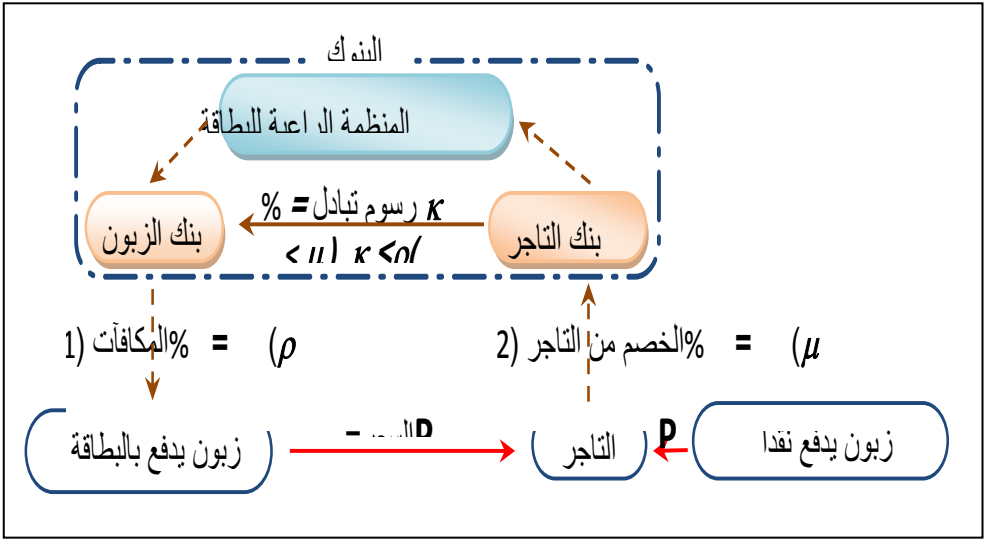 البنوك
المنظمة الراعية للبطاقة
% = رسوم تبادل κ
بنك الزبون
بنك التاجر
< μ ) κ <ρ(
1) المكافآت% = (ρ
2) الخصم من التاجر% = (μ
زبون يدفع بالبطاقة
= السعر P
التاجر
P
زبون يدفع نقدا